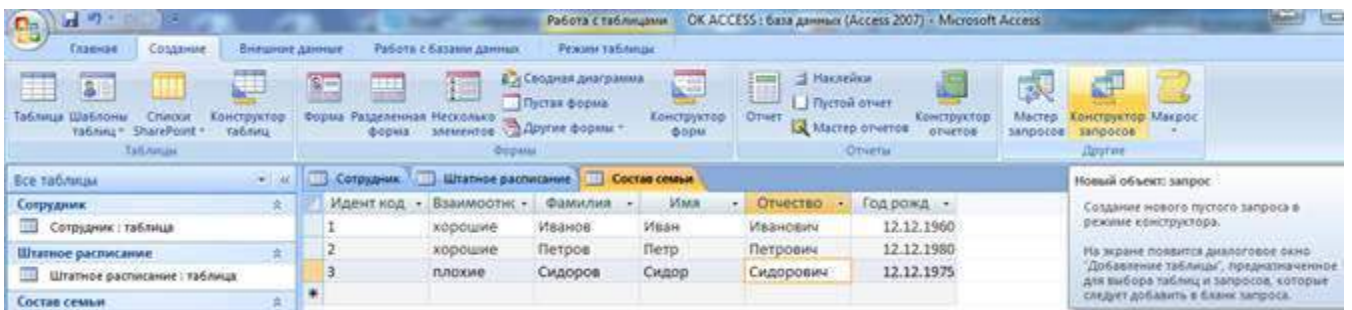 Работа с таблицами OK ACCESS : база данных (Access 2007) - Microsoft Access
Главная Создание Внешние данные Работа с базами данных Режим таблицы
Таблица Шаблоны таблиц Списки SharePoint Конструктор таблиц
Таблицы
Форма Разделенная форма Несколько элементов Сводная диаграмма Пустая форма Другие формы Конструктор форм
Формы
Отчет Наклейки Пустой отчет Мастер отчетов Конструктор отчетов
Отчеты
Мастер запросов Конструктор запросов Макрос
Другие
Все таблицы
Сотрудник
Сотрудник : таблица
Штатное расписание
Штатное расписание : таблица
Состав семьи
Сотрудник Штатное расписание Состав семьи
Идент код Взаимоотнс Фамилия Имя Отчество Год рожд
1 хорошие Иванов Иван Иванович 12.12.1960
2 хорошие Петров Петр Петрович 12.12.1980
3 плохие Сидоров Сидор Сидорович 12.12.1975
Новый объект: запрос
Создание нового пустого запроса в
режиме конструктора.
На экране появится диалоговое окно
"Добавление таблицы", предназначенное
для выбора таблиц и запросов, которые
следует добавить в бланк запроса.